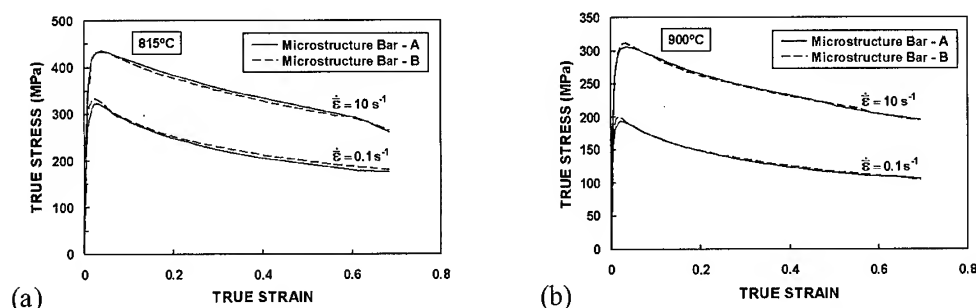 TRUE STRESS (MPa)
500
400
300
200
100
0
815ºC
Microstructure Bar - A
Microstructure Bar - B
ε̇ = 10 s⁻¹
ε̇ = 0.1 s⁻¹
0
0.2
0.4
0.6
0.8
TRUE STRAIN
(a)
TRUE STRESS (MPa)
350
300
250
200
150
100
50
0
900ºC
Microstructure Bar - A
Microstructure Bar - B
ε̇ = 10 s⁻¹
ε̇ = 0.1 s⁻¹
0
0.2
0.4
0.6
0.8
TRUE STRAIN
(b)